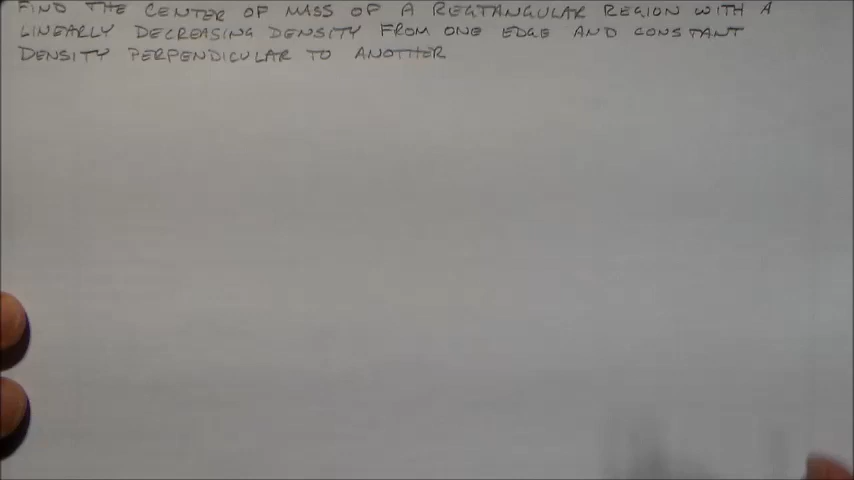 FIND THE CENTER OF MASS OF A RECTANGULAR REGION WITH A
LINEARLY DECREASING DENSITY FROM ONE EDGE AND CONSTANT
DENSITY PERPENDICULAR TO ANOTHER